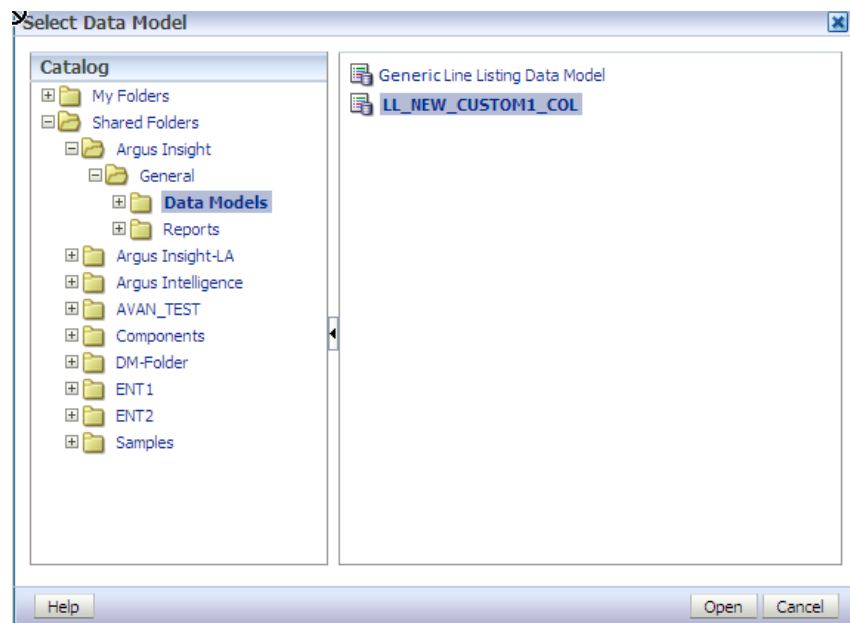 Select Data Model
Catalog
My Folders
Shared Folders
Argus Insight
General
Data Models
Reports
Argus Insight-LA
Argus Intelligence
AVAN_TEST
Components
DM-Folder
ENT1
ENT2
Samples
Generic Line Listing Data Model
LL_NEW_CUSTOM1_COL
Help
Open
Cancel